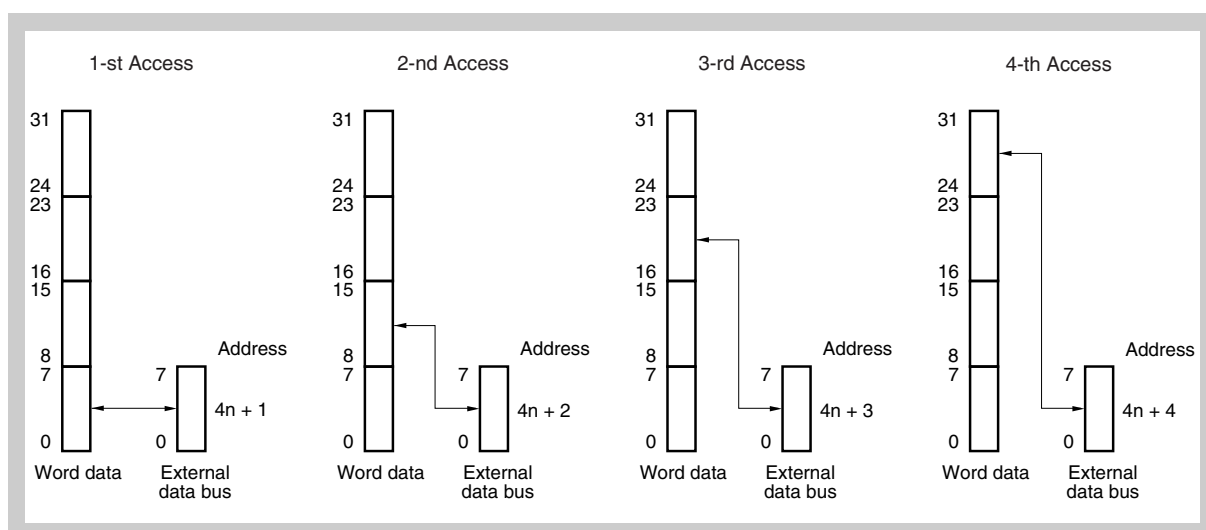 1-st Access
31
24
23
16
15
8
7
0
Address
7
4n + 1
0
Word data
External
data bus
2-nd Access
31
24
23
16
15
8
7
0
Address
7
4n + 2
0
Word data
External
data bus
3-rd Access
31
24
23
16
15
8
7
0
Address
7
4n + 3
0
Word data
External
data bus
4-th Access
31
24
23
16
15
8
7
0
Address
7
4n + 4
0
Word data
External
data bus